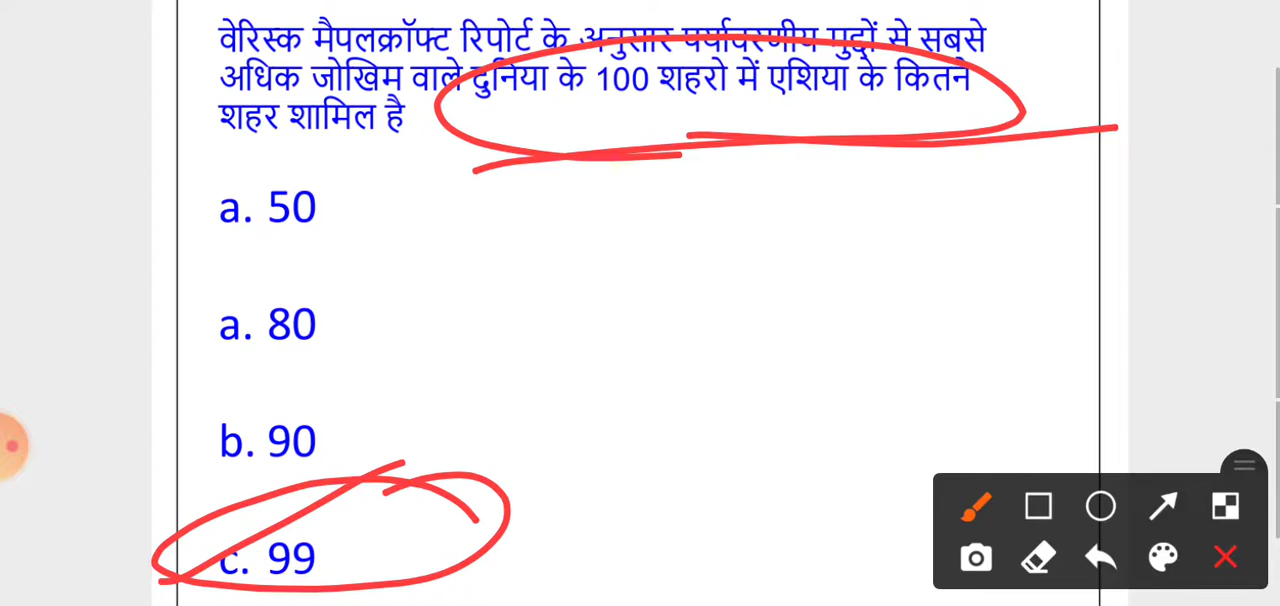 वेरिस्क मैपलक्रॉफ्ट रिपोर्ट के अनुसार पर्यावरणीय मुद्दों से सबसे
अधिक जोखिम वाले दुनिया के 100 शहरो में एशिया के कितने
शहर शामिल है
a. 50
a. 80
b. 90
c. 99